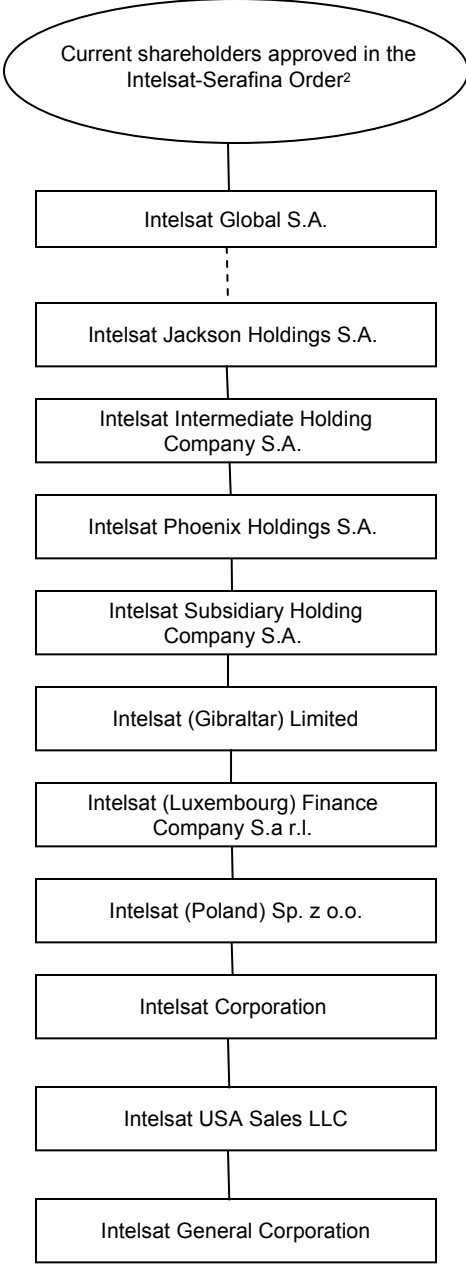 Current shareholders approved in the
Intelsat-Serafina Order²
Intelsat Global S.A.
Intelsat Jackson Holdings S.A.
Intelsat Intermediate Holding
Company S.A.
Intelsat Phoenix Holdings S.A.
Intelsat Subsidiary Holding
Company S.A.
Intelsat (Gibraltar) Limited
Intelsat (Luxembourg) Finance
Company S.a r.l.
Intelsat (Poland) Sp. z o.o.
Intelsat Corporation
Intelsat USA Sales LLC
Intelsat General Corporation